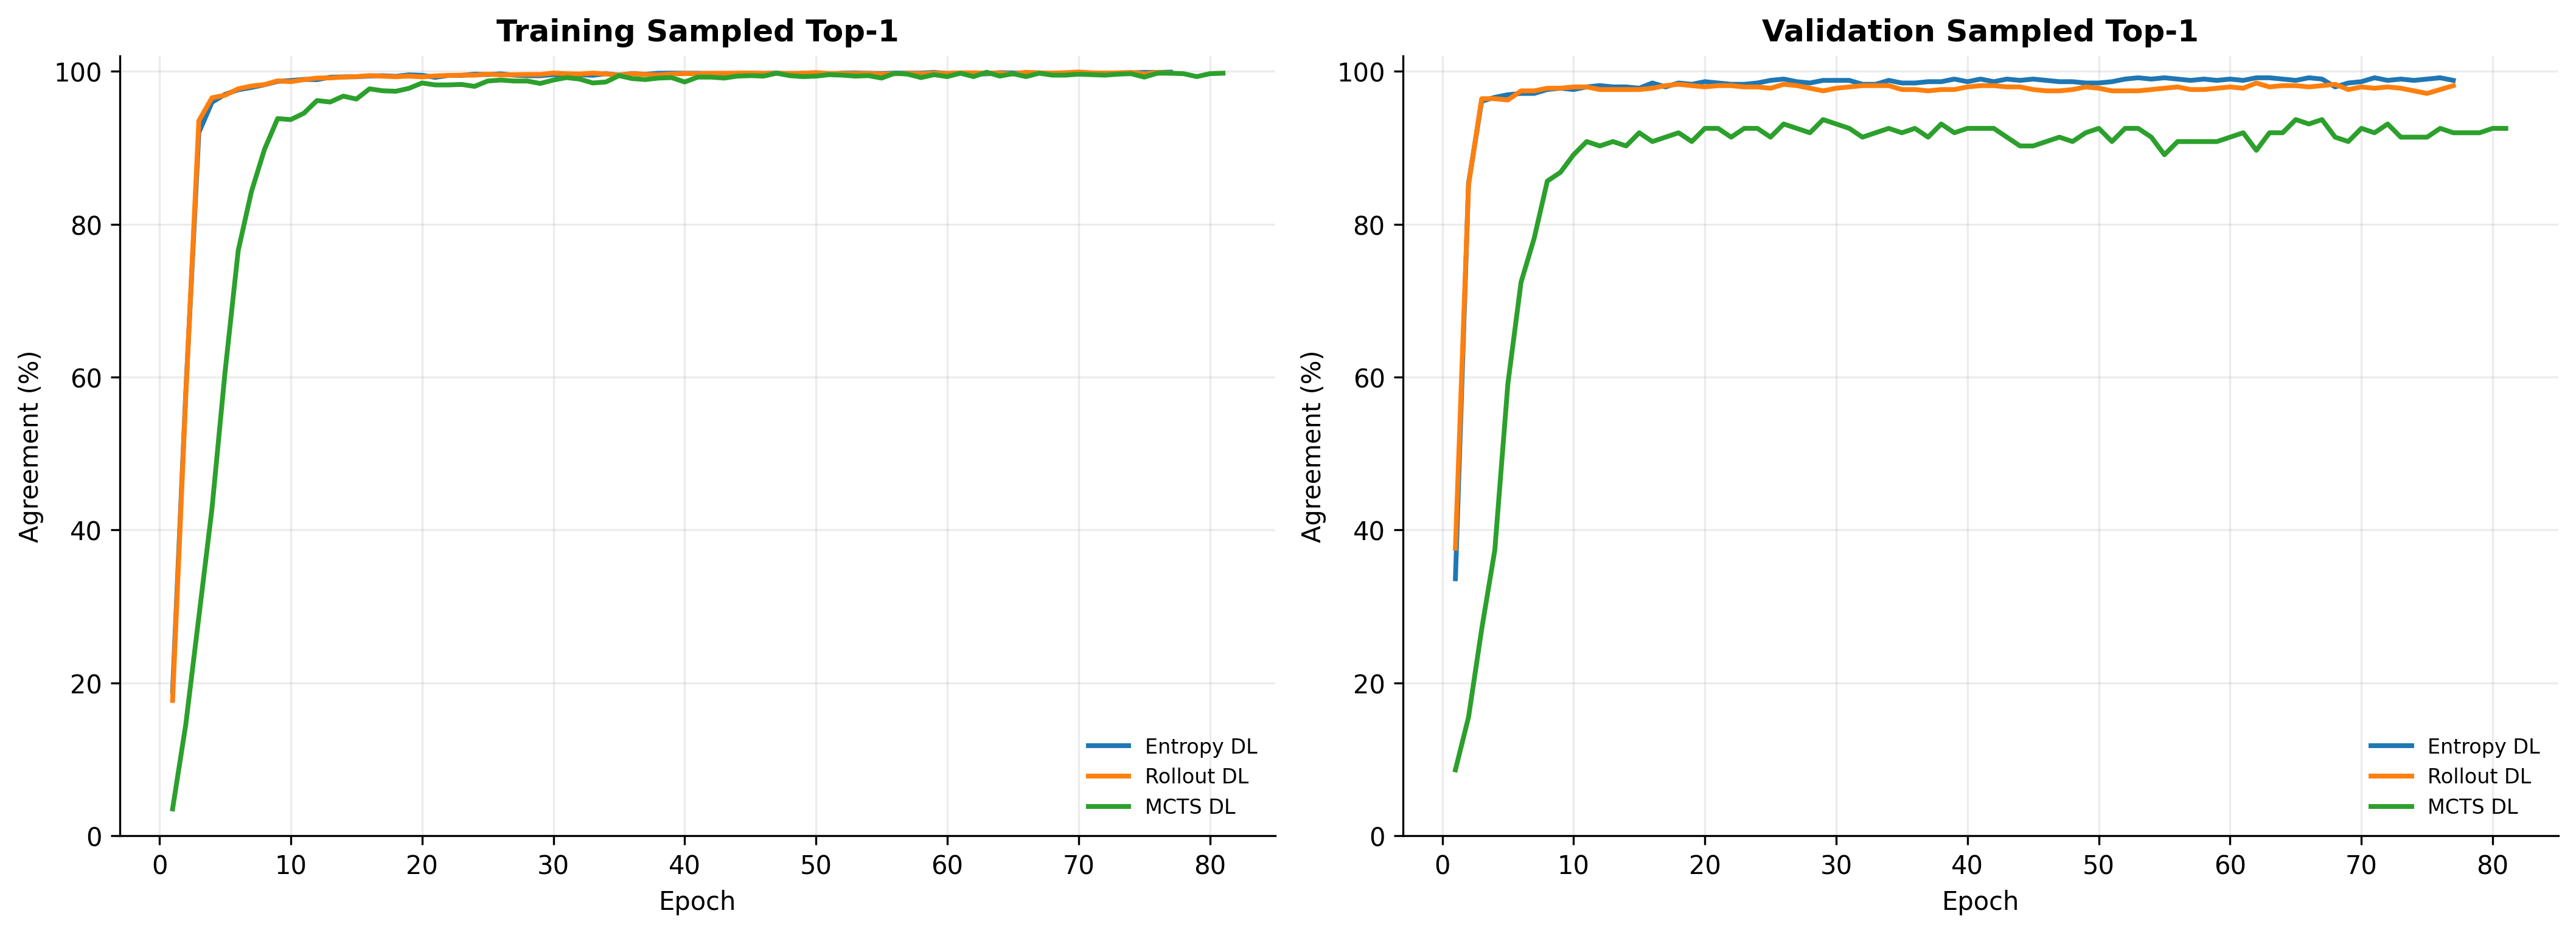 Training Sampled Top-1
Agreement (%)
100
80
60
40
20
0
0 10 20 30 40 50 60 70 80
Epoch
Entropy DL
Rollout DL
MCTS DL
Validation Sampled Top-1
Agreement (%)
100
80
60
40
20
0
0 10 20 30 40 50 60 70 80
Epoch
Entropy DL
Rollout DL
MCTS DL